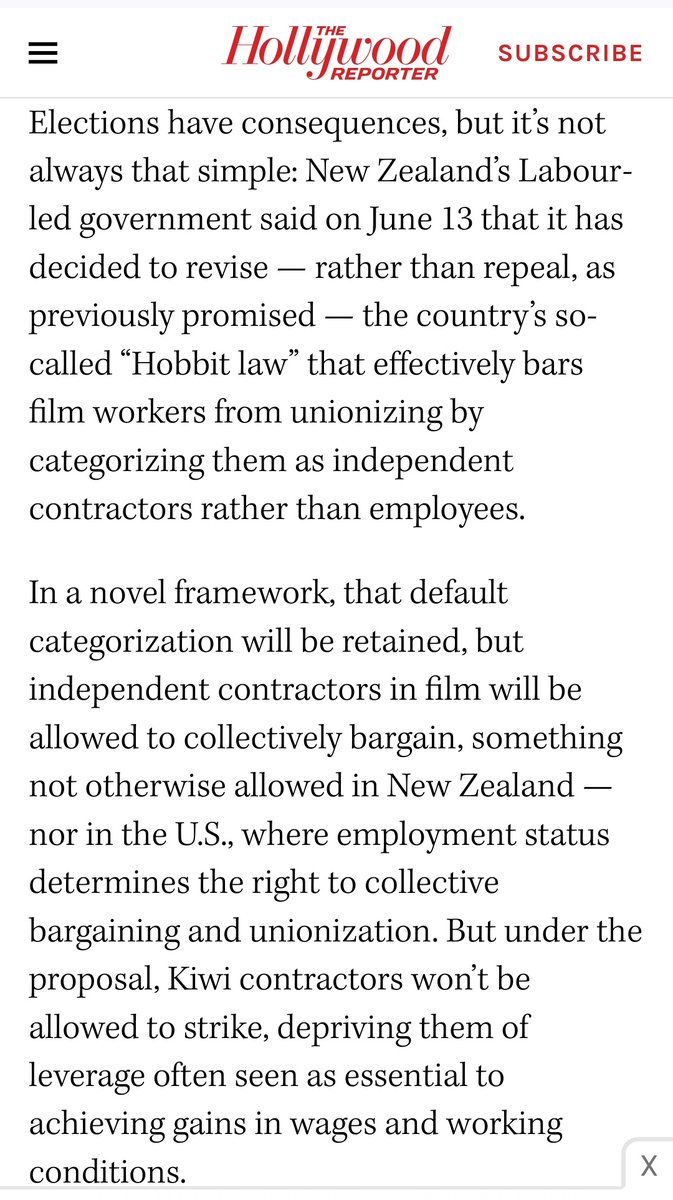 THE
Hollywood
REPORTER
SUBSCRIBE
Elections have consequences, but it’s not
always that simple: New Zealand’s Labour-
led government said on June 13 that it has
decided to revise — rather than repeal, as
previously promised — the country’s so-
called “Hobbit law” that effectively bars
film workers from unionizing by
categorizing them as independent
contractors rather than employees.
In a novel framework, that default
categorization will be retained, but
independent contractors in film will be
allowed to collectively bargain, something
not otherwise allowed in New Zealand —
nor in the U.S., where employment status
determines the right to collective
bargaining and unionization. But under the
proposal, Kiwi contractors won’t be
allowed to strike, depriving them of
leverage often seen as essential to
achieving gains in wages and working
conditions.
X